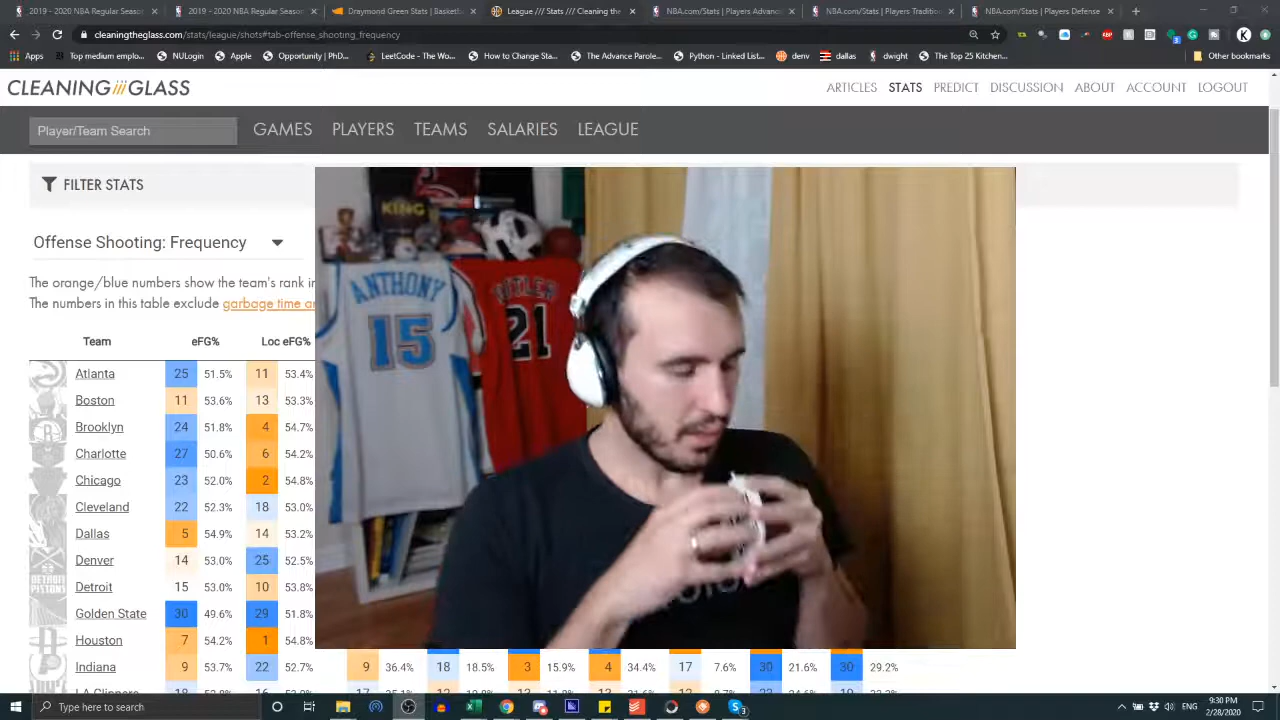 2019 - 2020 NBA Season Um
2019 - 2020 NBA Season Um
Draymond Green Stats | Basketb
League //Stats /// Cleaning the
NBA.com/Stats | Players General
NBA.com/Stats | Players Tradition
NBA.com/Stats | Players Defense
cleaningtheglass.com/stats/league/shots#tab-offense_shooting_frequency
Apps
NULogin
Apple
Opportunity | PhD...
LeetCode - The Wo...
How to Change Star...
The Advance Parole...
Python - Linked List...
denv
dallas
dwight
The Top 25 Kitchen...
Other bookmarks
CLEANING GLASS
ARTICLES STATS PREDICT DISCUSSION ABOUT ACCOUNT LOGOUT
Player/Team Search
GAMES PLAYERS TEAMS SALARIES LEAGUE
FILTER STATS
KING
Offense Shooting: Frequency
The orange/blue numbers show the team's rank in
The numbers in this table exclude garbage time a
ANTHONY
15
BUTLER
21
Team eFG% Loc eFG%
Atlanta 25 51.5% 11 53.4%
Boston 11 53.6% 13 53.3%
Brooklyn 24 51.8% 4 54.7%
Charlotte 27 50.6% 6 54.2%
Chicago 23 52.0% 2 54.8%
Cleveland 22 52.3% 18 53.0%
Dallas 5 54.9% 14 53.2%
Denver 14 53.0% 25 52.5%
Detroit 15 53.0% 10 53.8%
Golden State 30 49.6% 29 51.8%
Houston 7 54.2% 1 54.8%
Indiana 9 53.7% 22 52.7% 9 36.4% 18 18.5% 3 15.9% 4 34.4% 17 7.6% 30 21.6% 30 29.2%
LA Clippers
Type here to search
ENG
9:30 PM
2/28/2020